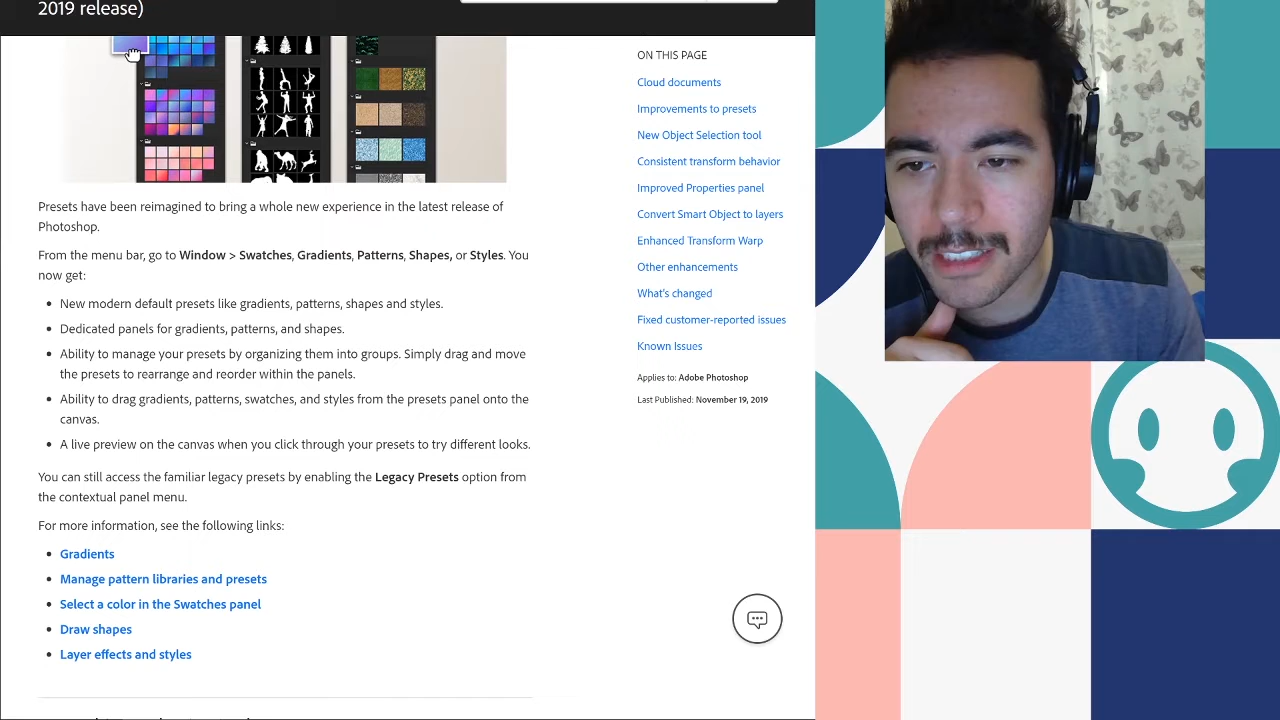 2019 release)
Presets have been reimagined to bring a whole new experience in the latest release of
Photoshop.
From the menu bar, go to Window > Swatches, Gradients, Patterns, Shapes, or Styles. You
now get:
New modern default presets like gradients, patterns, shapes and styles.
Dedicated panels for gradients, patterns, and shapes.
Ability to manage your presets by organizing them into groups. Simply drag and move
the presets to rearrange and reorder within the panels.
Ability to drag gradients, patterns, swatches, and styles from the presets panel onto the
canvas.
A live preview on the canvas when you click through your presets to try different looks.
You can still access the familiar legacy presets by enabling the Legacy Presets option from
the contextual panel menu.
For more information, see the following links:
Gradients
Manage pattern libraries and presets
Select a color in the Swatches panel
Draw shapes
Layer effects and styles
ON THIS PAGE
Cloud documents
Improvements to presets
New Object Selection tool
Consistent transform behavior
Improved Properties panel
Convert Smart Object to layers
Enhanced Transform Warp
Other enhancements
What's changed
Fixed customer-reported issues
Known Issues
Applies to: Adobe Photoshop
Last Published: November 19, 2019